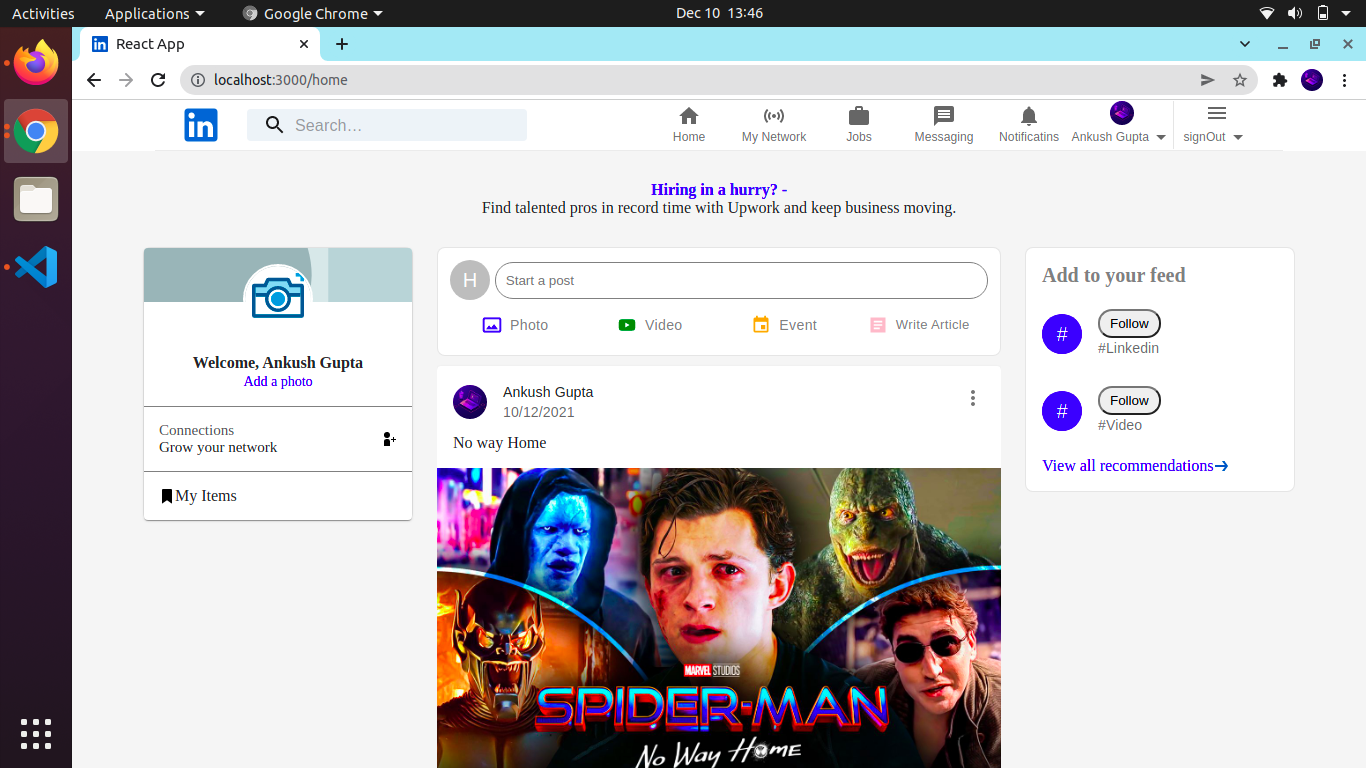 Activities Applications Google Chrome Dec 10 13:46
React App
localhost:3000/home
in Search…
Home My Network Jobs Messaging Notificatins Ankush Gupta signOut
Hiring in a hurry? -
Find talented pros in record time with Upwork and keep business moving.
Welcome, Ankush Gupta
Add a photo
Connections
Grow your network
My Items
H Start a post
Photo Video Event Write Article
Ankush Gupta
10/12/2021
No way Home
MARVEL STUDIOS
SPIDER-MAN
No Way Home
Add to your feed
# Follow
#Linkedin
# Follow
#Video
View all recommendations